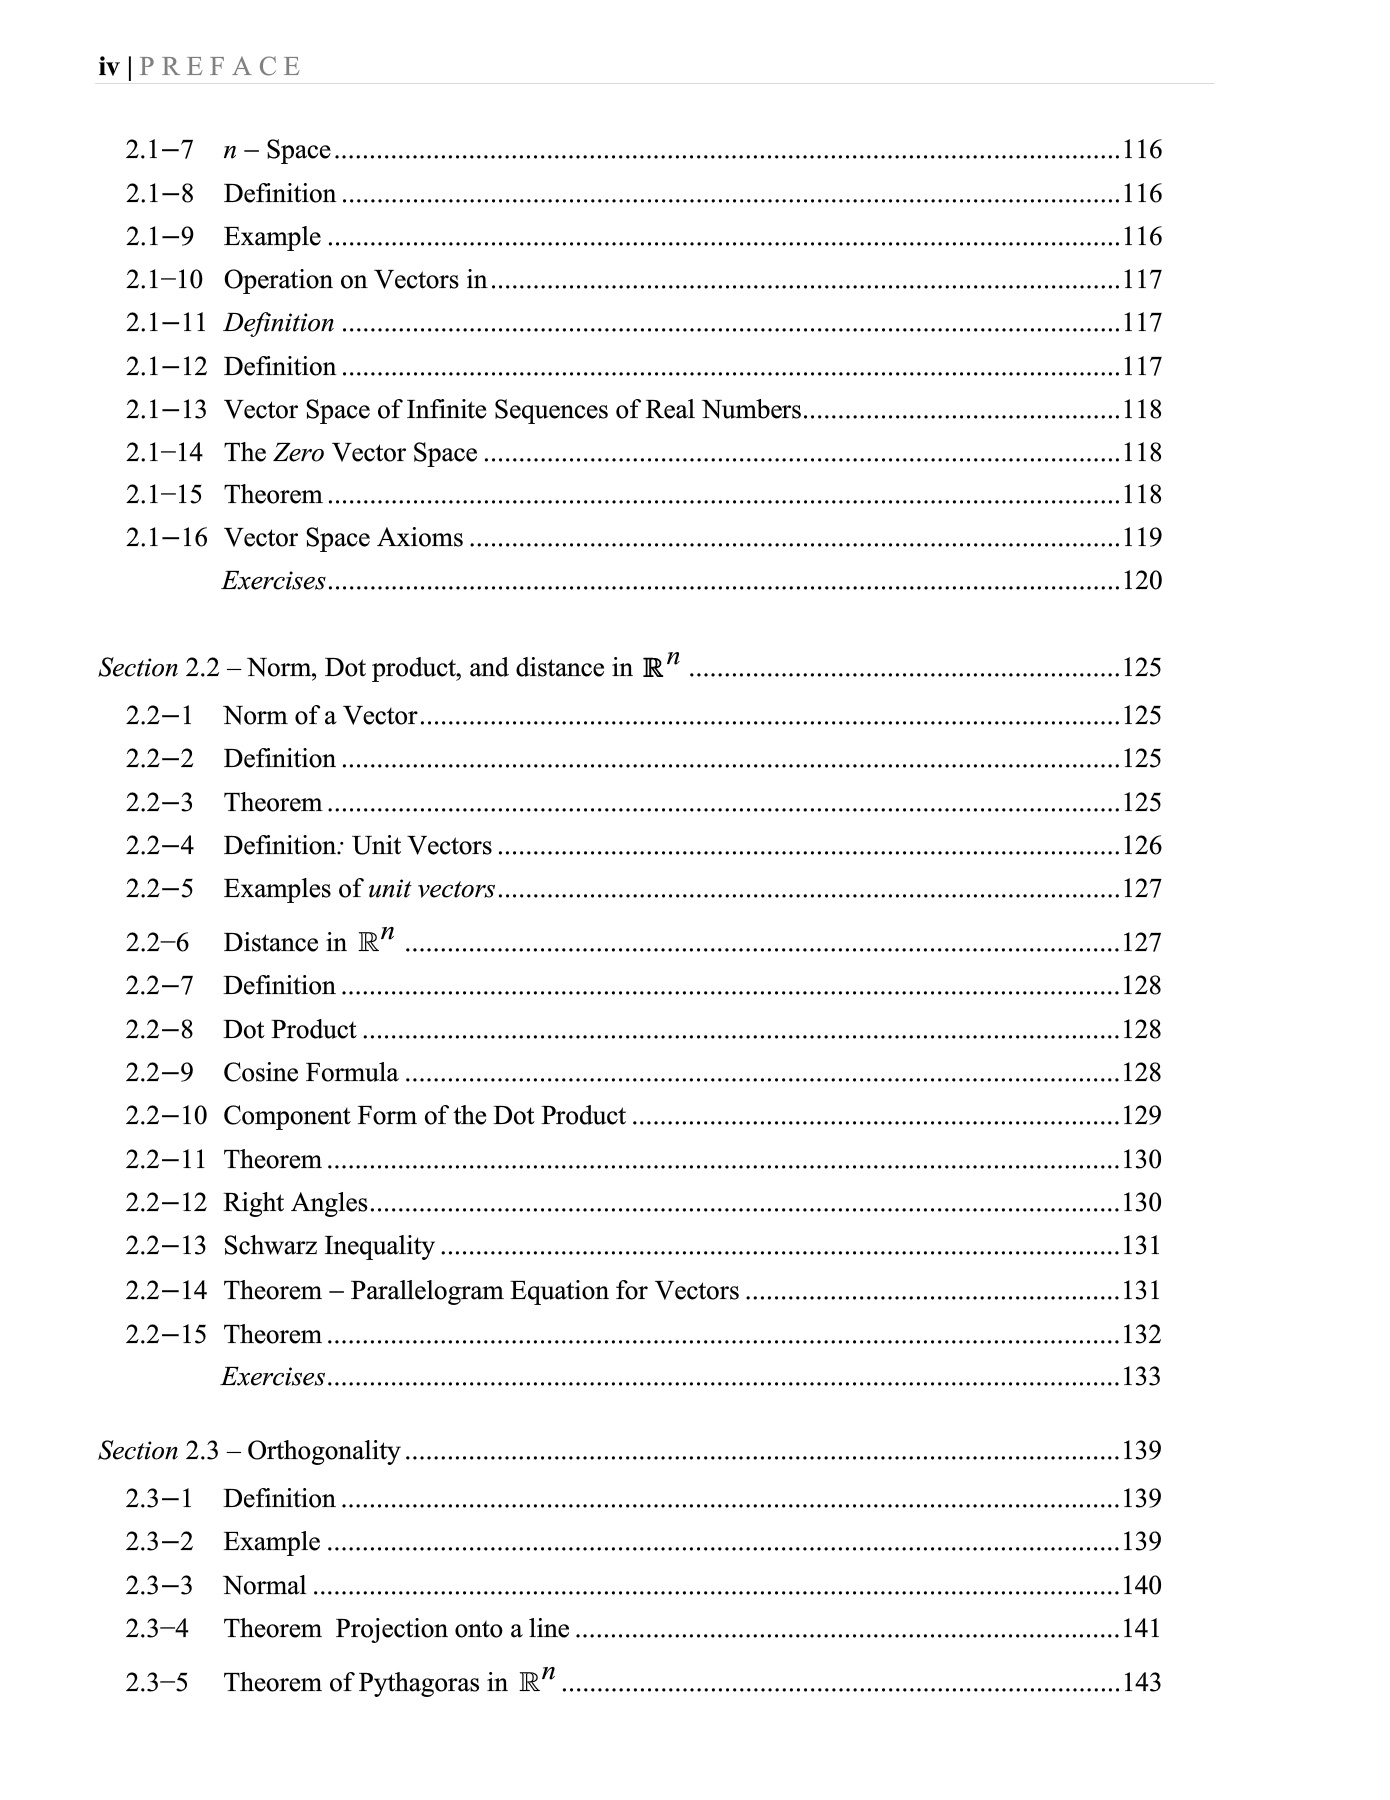 iv | PREFACE
2.1−7 n – Space....................116
2.1−8 Definition ....................116
2.1−9 Example ....................116
2.1−10 Operation on Vectors in....................117
2.1−11 Definition ....................117
2.1−12 Definition ....................117
2.1−13 Vector Space of Infinite Sequences of Real Numbers....................118
2.1−14 The Zero Vector Space ....................118
2.1−15 Theorem ....................118
2.1−16 Vector Space Axioms ....................119
Exercises....................120
Section 2.2 – Norm, Dot product, and distance in ℝⁿ ....................125
2.2−1 Norm of a Vector....................125
2.2−2 Definition ....................125
2.2−3 Theorem ....................125
2.2−4 Definition: Unit Vectors ....................126
2.2−5 Examples of unit vectors....................127
2.2−6 Distance in ℝⁿ ....................127
2.2−7 Definition ....................128
2.2−8 Dot Product ....................128
2.2−9 Cosine Formula ....................128
2.2−10 Component Form of the Dot Product ....................129
2.2−11 Theorem ....................130
2.2−12 Right Angles....................130
2.2−13 Schwarz Inequality ....................131
2.2−14 Theorem – Parallelogram Equation for Vectors ....................131
2.2−15 Theorem ....................132
Exercises....................133
Section 2.3 – Orthogonality ....................139
2.3−1 Definition ....................139
2.3−2 Example ....................139
2.3−3 Normal ....................140
2.3−4 Theorem Projection onto a line ....................141
2.3−5 Theorem of Pythagoras in ℝⁿ ....................143